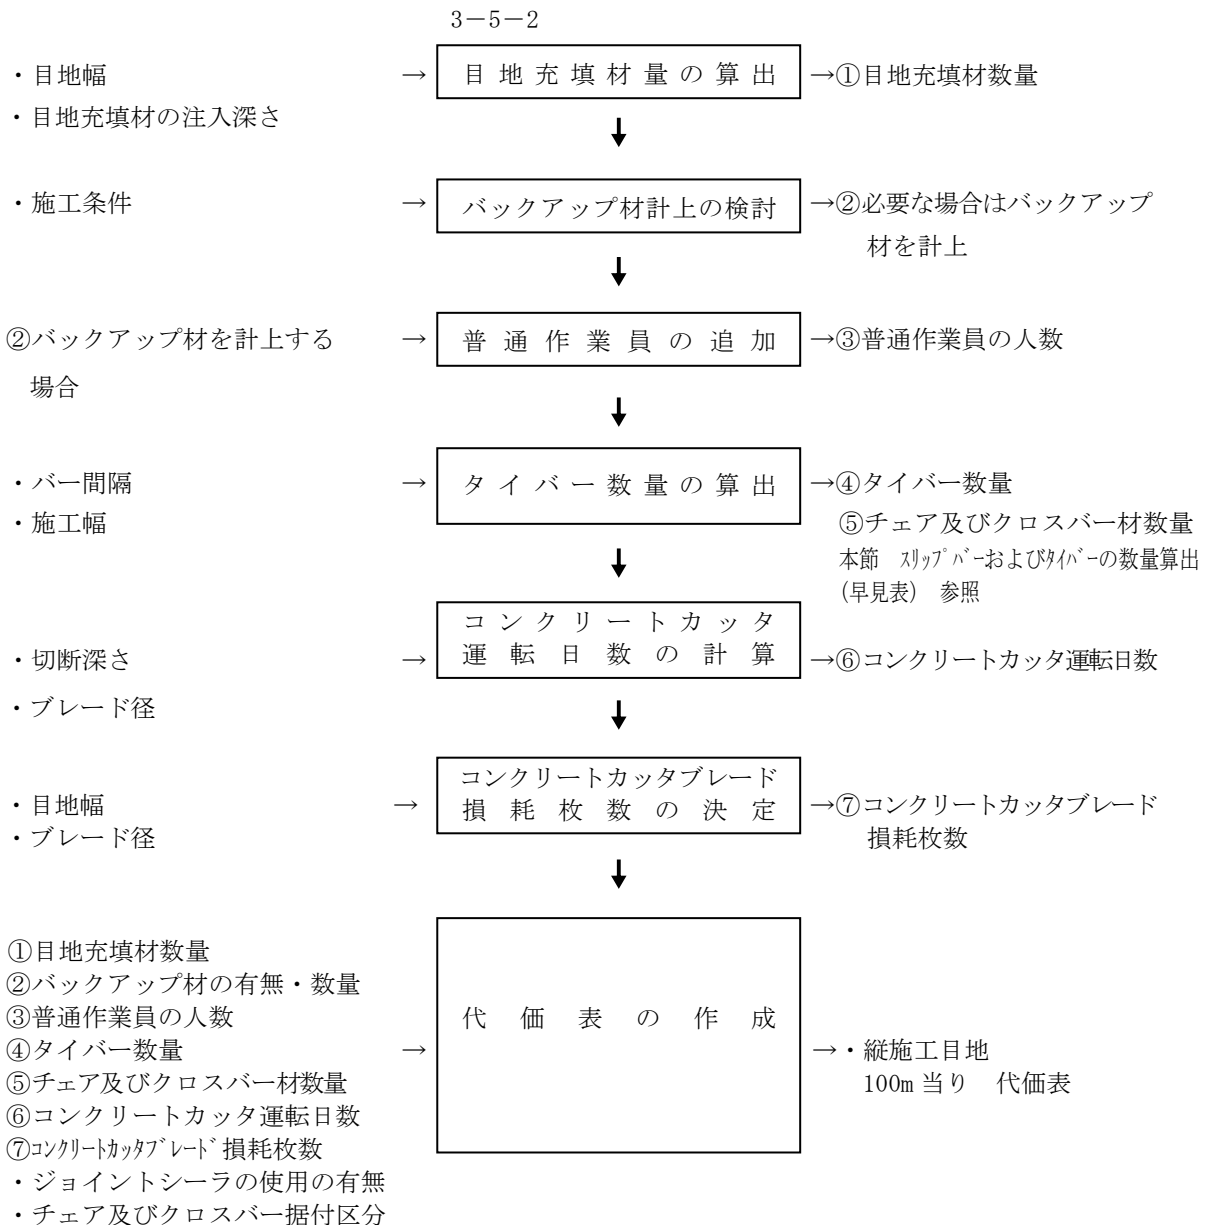 3－5－2
・目地幅 → 目地充填材量の算出 →①目地充填材数量
・目地充填材の注入深さ
・施工条件 → バックアップ材計上の検討 →②必要な場合はバックアップ
材を計上
②バックアップ材を計上する → 普通作業員の追加 →③普通作業員の人数
場合
・バー間隔 → タイバー数量の算出 →④タイバー数量
・施工幅 ⑤チェア及びクロスバー材数量
本節　ｽﾘｯﾌﾟﾊﾞｰおよびﾀｲﾊﾞｰの数量算出
(早見表)　参照
コンクリートカッタ
・切断深さ → 運転日数の計算 →⑥コンクリートカッタ運転日数
・ブレード径
コンクリートカッタブレード
・目地幅 → 損耗枚数の決定 →⑦コンクリートカッタブレード
・ブレード径 損耗枚数
①目地充填材数量
②バックアップ材の有無・数量
③普通作業員の人数 代価表の作成
④タイバー数量 → →・縦施工目地
⑤チェア及びクロスバー材数量 100m 当り　代価表
⑥コンクリートカッタ運転日数
⑦ｺﾝｸﾘｰﾄｶｯﾀﾌﾞﾚｰﾄﾞ損耗枚数
・ジョイントシーラの使用の有無
・チェア及びクロスバー据付区分